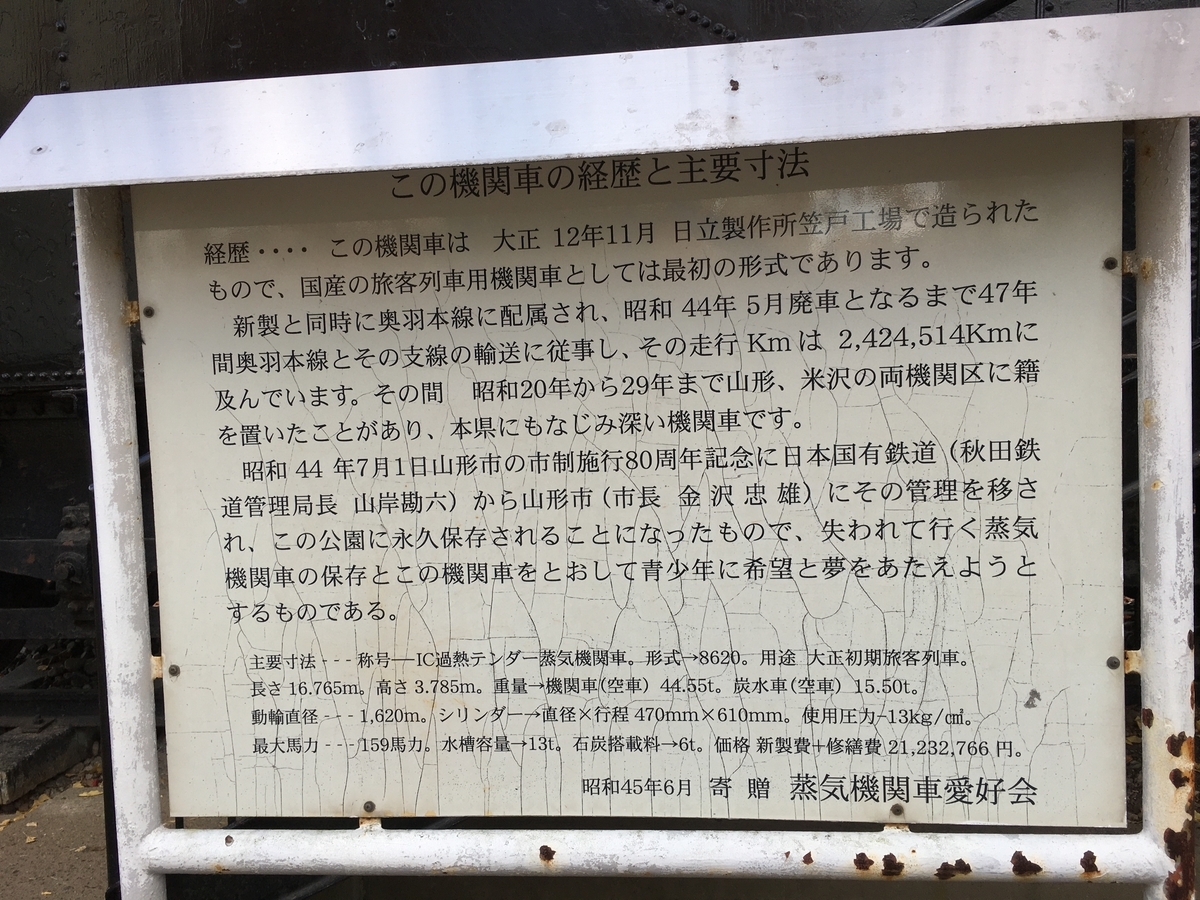 この機関車の経歴と主要寸法
経歴・・・・ この機関車は 大正 12年11月 日立製作所笠戸工場で造られた
もので、国産の旅客列車用機関車としては最初の形式であります。
新製と同時に奥羽本線に配属され、昭和 44年 5月廃車となるまで47年
間奥羽本線とその支線の輸送に従事し、その走行 Km は 2,424,514Kmに
及んでいます。その間 昭和20年から29年まで山形、米沢の両機関区に籍
を置いたことがあり、本県にもなじみ深い機関車です。
昭和 44 年7月1日山形市の市制施行80周年記念に日本国有鉄道（秋田鉄
道管理局長 山岸勘六）から山形市（市長 金 沢 忠 雄）にその管理を移さ
れ、この公園に永久保存されることになったもので、失われて行く蒸気
機関車の保存とこの機関車をとおして青少年に希望と夢をあたえようと
するものである。
主要寸法 --- 称号―IC過熱テンダー蒸気機関車。形式→8620。用途 大正初期旅客列車。
長さ 16.765m。高さ 3.785m。重量→機関車(空車) 44.55t。炭水車(空車) 15.50t。
動輪直径 --- 1,620m。シリンダー→直径×行程 470mm×610mm。使用圧力-13kg/㎠。
最大馬力 --- 159馬力。水槽容量→13t。石炭搭載料→6t。価格 新製費+修繕費 21,232,766 円。
昭和45年6月 寄 贈 蒸気機関車愛好会